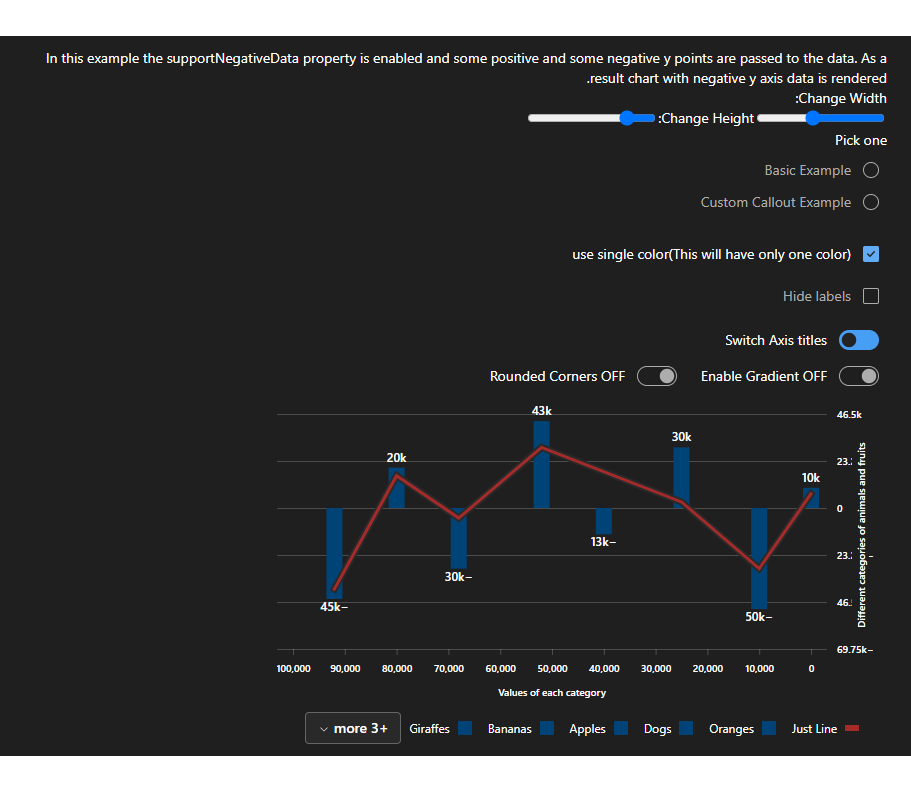 In this example the supportNegativeData property is enabled and some positive and some negative y points are passed to the data. As a
.result chart with negative y axis data is rendered
:Change Width
:Change Height
Pick one
Basic Example
Custom Callout Example
use single color(This will have only one color)
Hide labels
Switch Axis titles
Rounded Corners OFF
Enable Gradient OFF
43k
46.5k
30k
20k
23.
10k
0
13k–
23.
30k–
45k–
46.
50k–
69.75k–
Different categories of animals and fruits
100,000 90,000 80,000 70,000 60,000 50,000 40,000 30,000 20,000 10,000 0
Values of each category
more 3+ Giraffes Bananas Apples Dogs Oranges Just Line